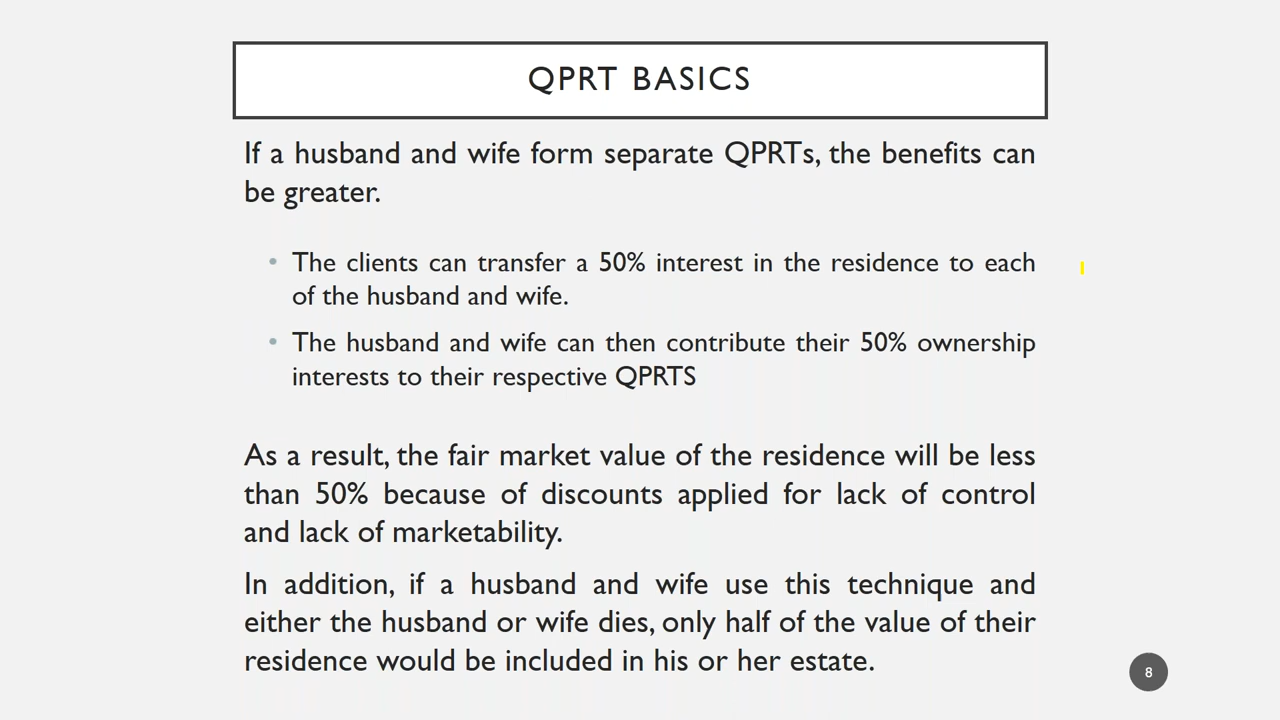 QPRT BASICS
If a husband and wife form separate QPRTs, the benefits can
be greater.
• The clients can transfer a 50% interest in the residence to each
of the husband and wife.
• The husband and wife can then contribute their 50% ownership
interests to their respective QPRTS
As a result, the fair market value of the residence will be less
than 50% because of discounts applied for lack of control
and lack of marketability.
In addition, if a husband and wife use this technique and
either the husband or wife dies, only half of the value of their
residence would be included in his or her estate.
8